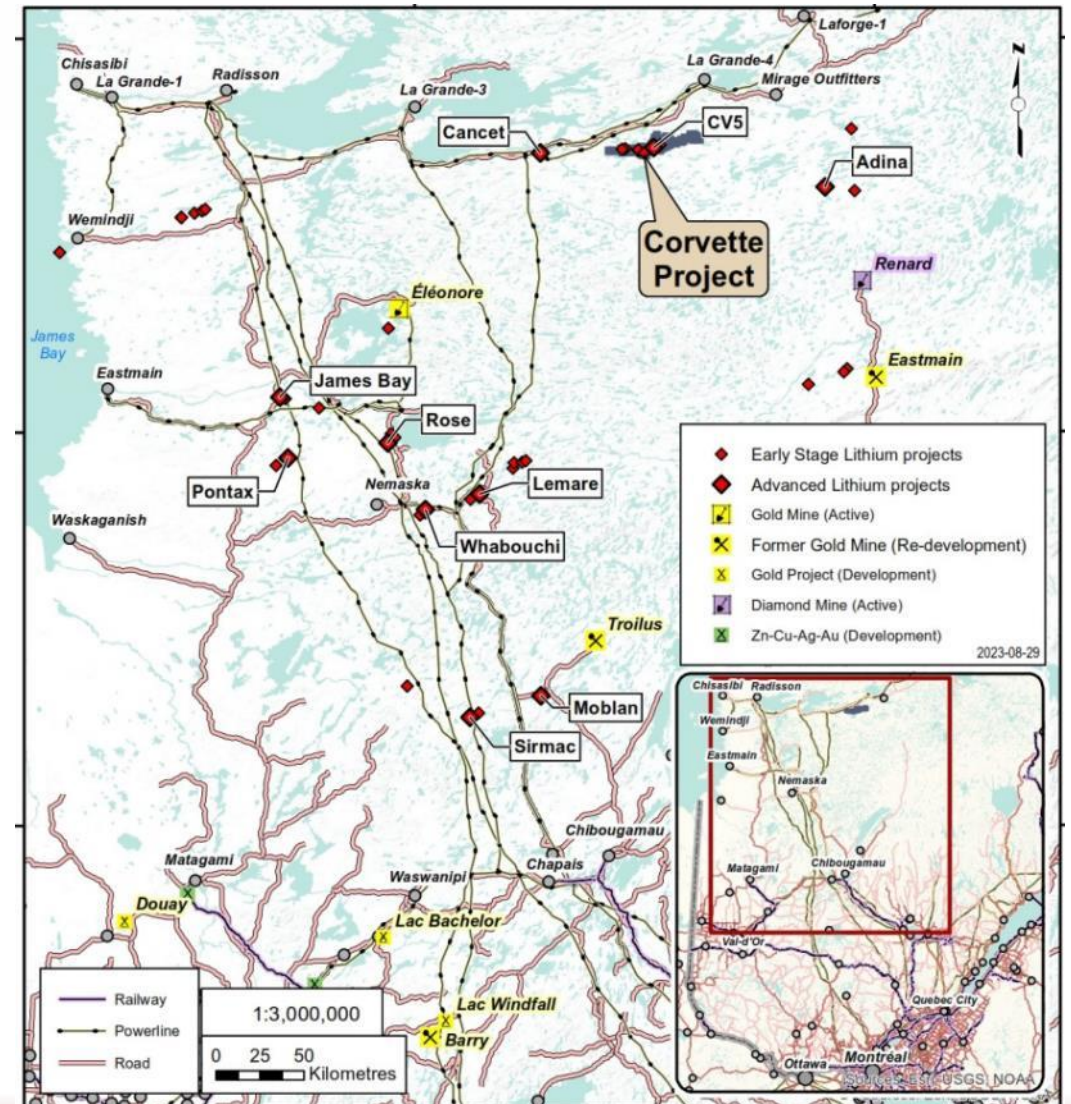 Laforge-1
Chisasibi
La Grande-1
Radisson
La Grande-3
La Grande-4
Mirage Outfitters
N
Cancet
CV5
Adina
Wemindji
Corvette
Project
Renard
Éléonore
James
Bay
Eastmain
Eastmain
James Bay
Rose
Pontax
Nemaska
Lemare
Waskaganish
Whabouchi
Early Stage Lithium projects
Advanced Lithium projects
Gold Mine (Active)
Former Gold Mine (Re-development)
Gold Project (Development)
Diamond Mine (Active)
Zn-Cu-Ag-Au (Development)
2023-08-29
Troilus
Moblan
Sirmac
Chibougamau
Matagami
Chapais
Waswanipi
Douay
Lac Bachelor
Lac Windfall
Barry
Railway
Powerline
Road
1:3,000,000
0 25 50
Kilometres
Chisasibi
Radisson
Wemindji
Eastmain
Nemaska
Matagami
Chibougamau
Val-d'Or
Quebec City
Ottawa
Montréal
Sources: Esri, USGS, NOAA